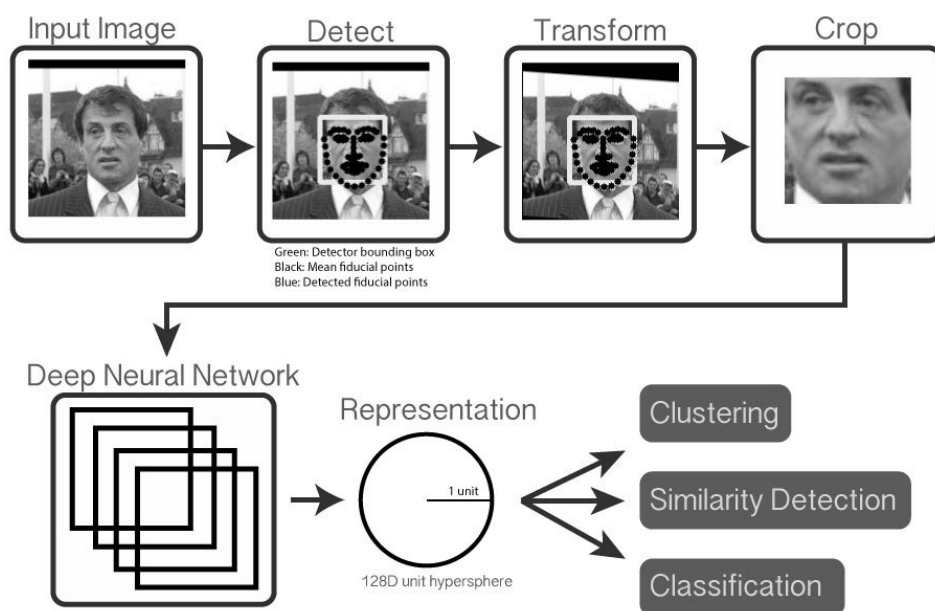 Input Image
Detect
Transform
Crop
Green: Detector bounding box
Black: Mean fiducial points
Blue: Detected fiducial points
Deep Neural Network
Representation
1 unit
128D unit hypersphere
Clustering
Similarity Detection
Classification